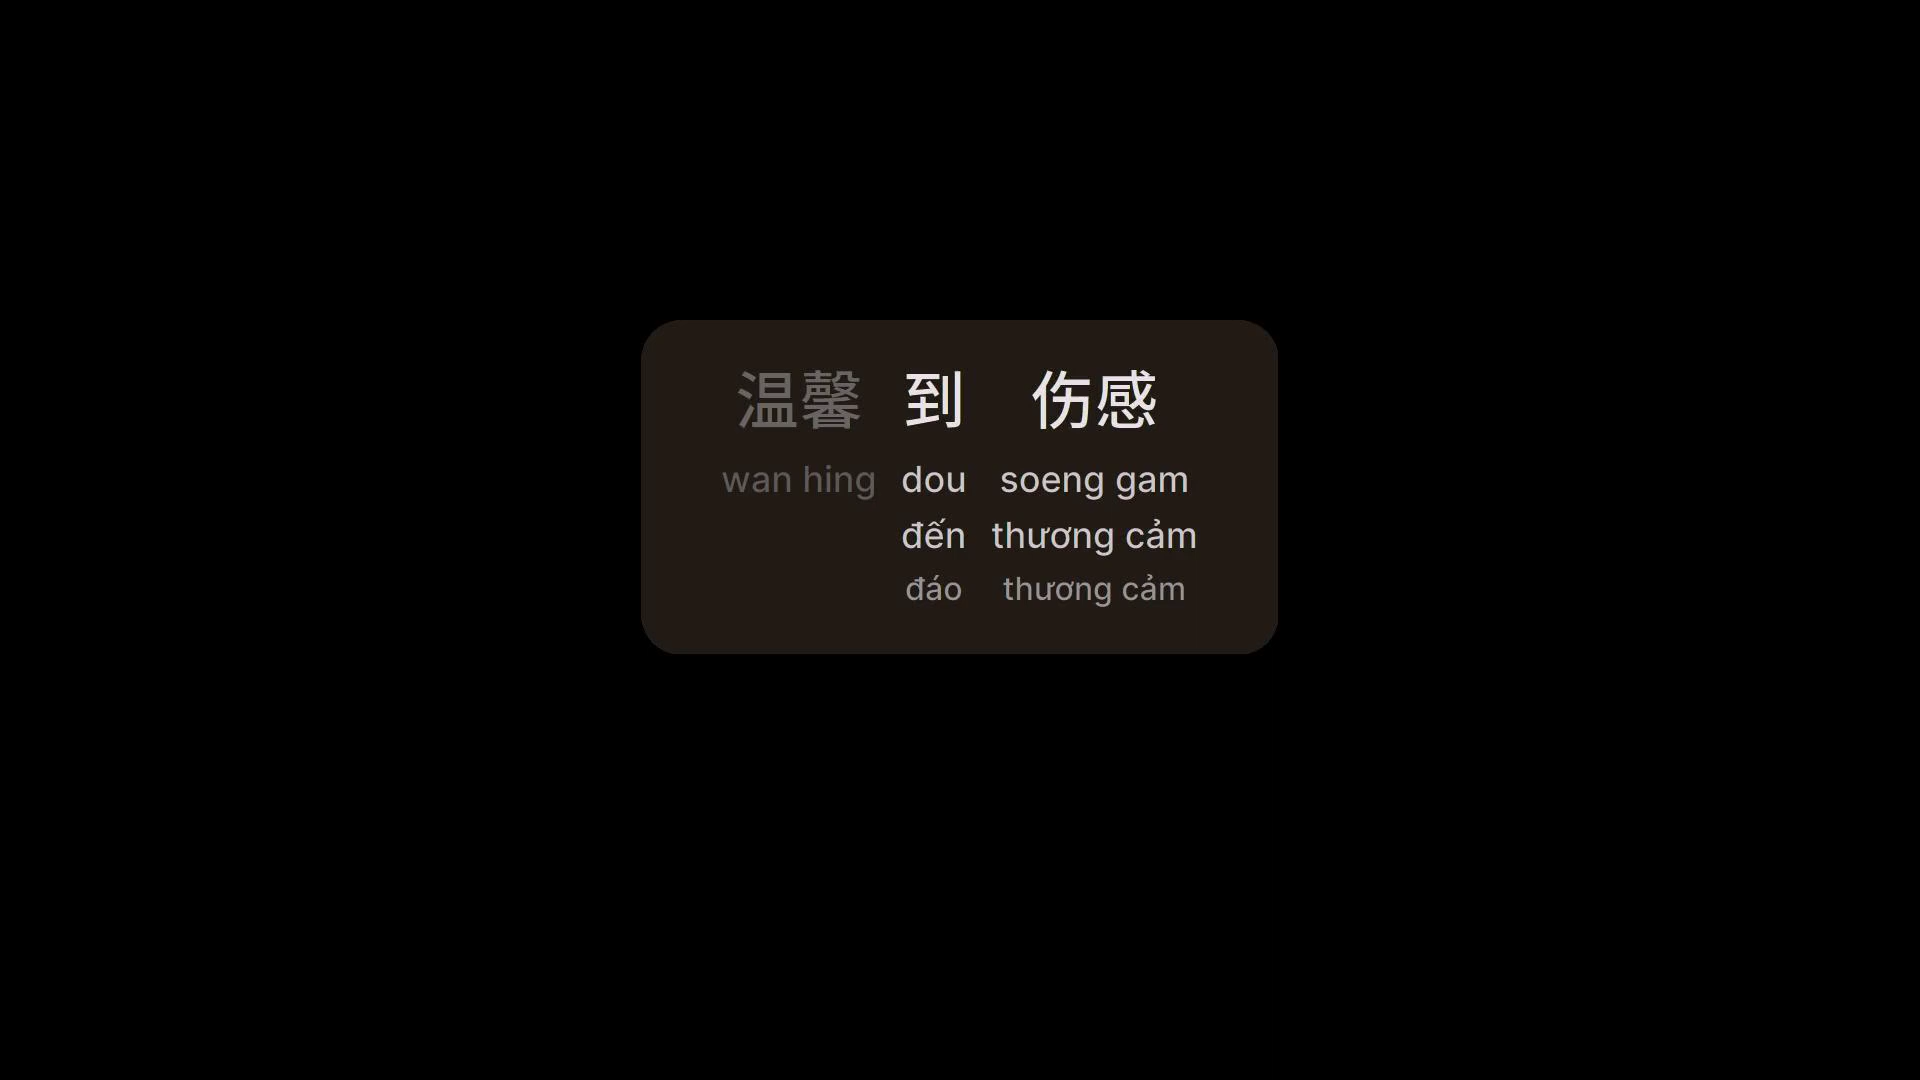 温馨 到 伤感
wan hing dou soeng gam
đến thương cảm
đáo thương cảm